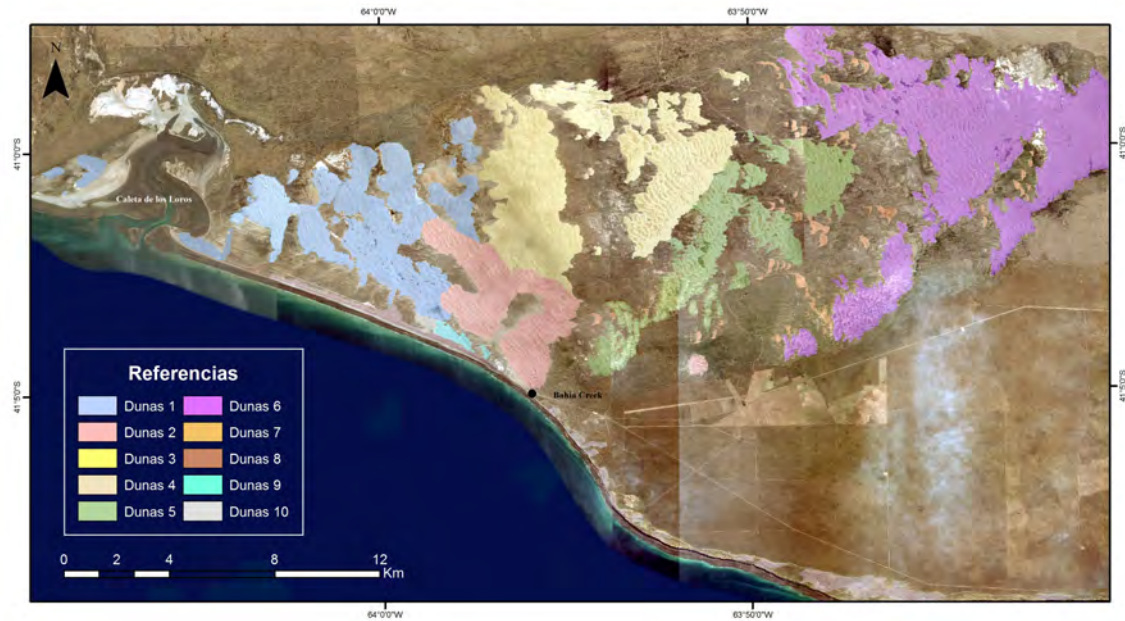 64°0'0"W 63°50'0"W
N
41°0'0"S 41°0'0"S
Caleta de los Loros
Bahía Creek
41°5'0"S 41°5'0"S
Referencias
Dunas 1 Dunas 6
Dunas 2 Dunas 7
Dunas 3 Dunas 8
Dunas 4 Dunas 9
Dunas 5 Dunas 10
0 2 4 8 12
Km
64°0'0"W 63°50'0"W